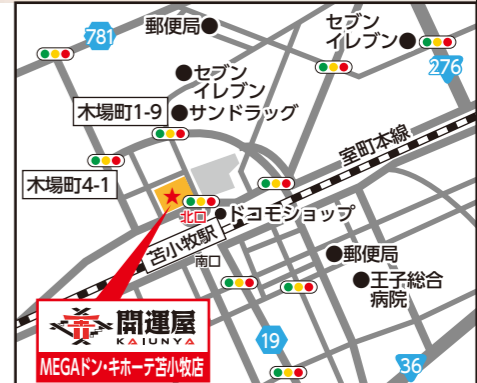 781
郵便局
セブン
イレブン
276
セブン
イレブン
木場町1-9
サンドラッグ
室町本線
木場町4-1
北口
ドコモショップ
苫小牧駅
南口
郵便局
王子総合
病院
開運屋
KAIUNYA
MEGAドン・キホーテ苫小牧店
19
36